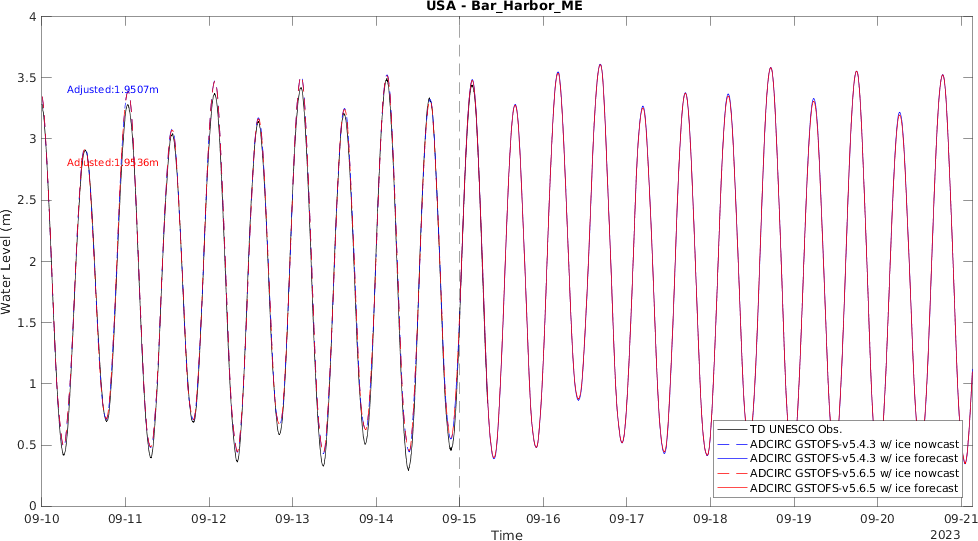 USA - Bar_Harbor_ME
4
3.5
3
2.5
2
1.5
1
0.5
0
Water Level (m)
Adjusted:1.9507m
Adjusted:1.9536m
TD UNESCO Obs.
ADCIRC GSTOFS-v5.4.3 w/ ice nowcast
ADCIRC GSTOFS-v5.4.3 w/ ice forecast
ADCIRC GSTOFS-v5.6.5 w/ ice nowcast
ADCIRC GSTOFS-v5.6.5 w/ ice forecast
09-10 09-11 09-12 09-13 09-14 09-15 09-16 09-17 09-18 09-19 09-20 09-21
Time
2023